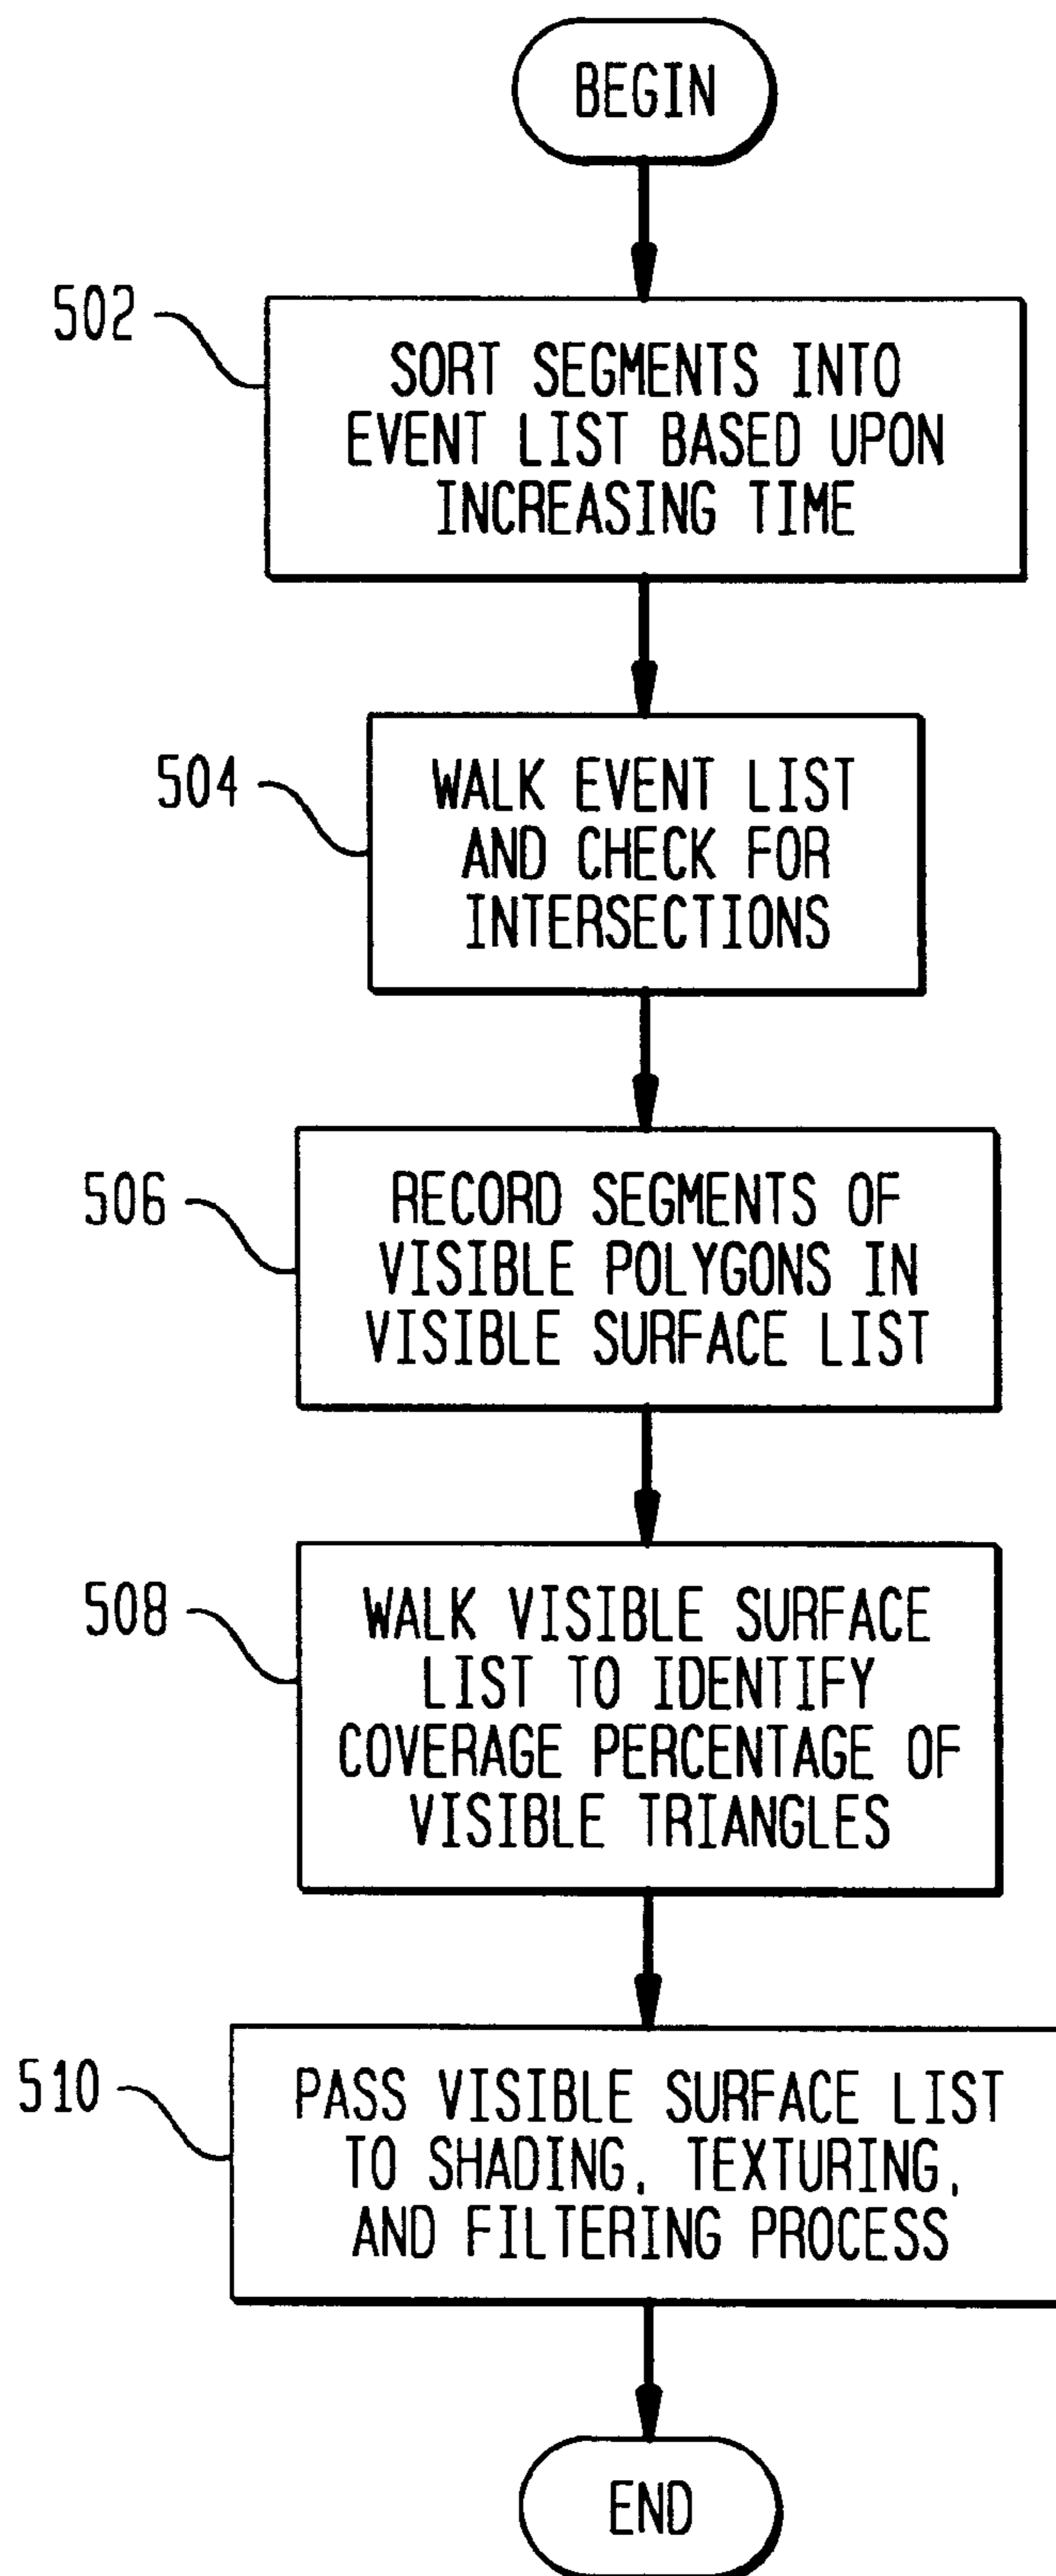 BEGIN
502
SORT SEGMENTS INTO
EVENT LIST BASED UPON
INCREASING TIME
504
WALK EVENT LIST
AND CHECK FOR
INTERSECTIONS
506
RECORD SEGMENTS OF
VISIBLE POLYGONS IN
VISIBLE SURFACE LIST
508
WALK VISIBLE SURFACE
LIST TO IDENTIFY
COVERAGE PERCENTAGE OF
VISIBLE TRIANGLES
510
PASS VISIBLE SURFACE LIST
TO SHADING, TEXTURING,
AND FILTERING PROCESS
END